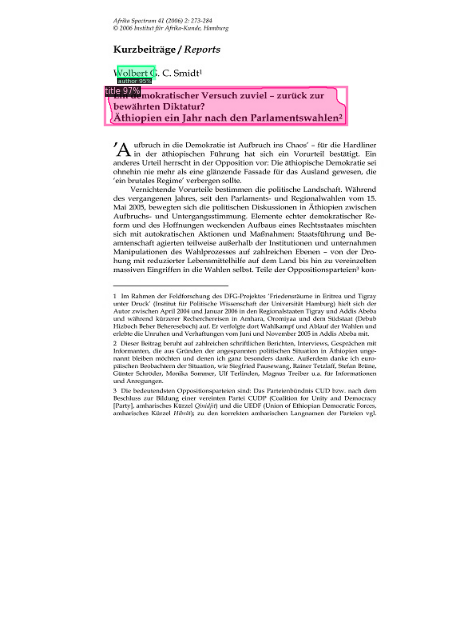 Afrika Spectrum 41 (2006) 2: 273-284
© 2006 Institut für Afrika-Kunde, Hamburg
Kurzbeiträge / Reports
Wolbert G. C. Smidt¹
author 95%
title 97%
Ein demokratischer Versuch zuviel – zurück zur
bewährten Diktatur?
Äthiopien ein Jahr nach den Parlamentswahlen²
'Aufbruch in die Demokratie ist Aufbruch ins Chaos' – für die Hardliner
in der äthiopischen Führung hat sich ein Vorurteil bestätigt. Ein
anderes Urteil herrscht in der Opposition vor: Die äthiopische Demokratie sei
ohnehin nie mehr als eine glänzende Fassade für das Ausland gewesen, die
'ein brutales Regime' verbergen sollte.
Vernichtende Vorurteile bestimmen die politische Landschaft. Während
des vergangenen Jahres, seit den Parlaments- und Regionalwahlen vom 15.
Mai 2005, bewegten sich die politischen Diskussionen in Äthiopien zwischen
Aufbruchs- und Untergangsstimmung. Elemente echter demokratischer Re-
form und des Hoffnungen weckenden Aufbaus eines Rechtsstaates mischten
sich mit autokratischen Aktionen und Maßnahmen: Staatsführung und Be-
amtenschaft agierten teilweise außerhalb der Institutionen und unternahmen
Manipulationen des Wahlprozesses auf zahlreichen Ebenen – von der Dro-
hung mit reduzierter Lebensmittelhilfe auf dem Land bis hin zu vereinzelten
massiven Eingriffen in die Wahlen selbst. Teile der Oppositionsparteien³ kon-
1 Im Rahmen der Feldforschung des DFG-Projektes 'Friedensräume in Eritrea und Tigray
unter Druck' (Institut für Politische Wissenschaft der Universität Hamburg) hielt sich der
Autor zwischen April 2004 und Januar 2006 in den Regionalstaaten Tigray und Addis Abeba
und während kürzerer Recherchereisen in Amhara, Oromiyaa und dem Südstaat (Debub
Hizboch Beher Behereseboch) auf. Er verfolgte dort Wahlkampf und Ablauf der Wahlen und
erlebte die Unruhen und Verhaftungen vom Juni und November 2005 in Addis Abeba mit.
2 Dieser Beitrag beruht auf zahlreichen schriftlichen Berichten, Interviews, Gesprächen mit
Informanten, die aus Gründen der angespannten politischen Situation in Äthiopien unge-
nannt bleiben möchten und denen ich ganz besonders danke. Außerdem danke ich euro-
päischen Beobachtern der Situation, wie Siegfried Pausewang, Rainer Tetzlaff, Stefan Brüne,
Günter Schröder, Monika Sommer, Ulf Terlinden, Magnus Treiber u.a. für Informationen
und Anregungen.
3 Die bedeutendsten Oppositionsparteien sind: Das Parteienbündnis CUD bzw. nach dem
Beschluss zur Bildung einer vereinten Partei CUDP (Coalition for Unity and Democracy
[Party], amharisches Kürzel Qinidjit) und die UEDF (Union of Ethiopian Democratic Forces,
amharisches Kürzel Hibret); zu den korrekten amharischen Langnamen der Parteien vgl.